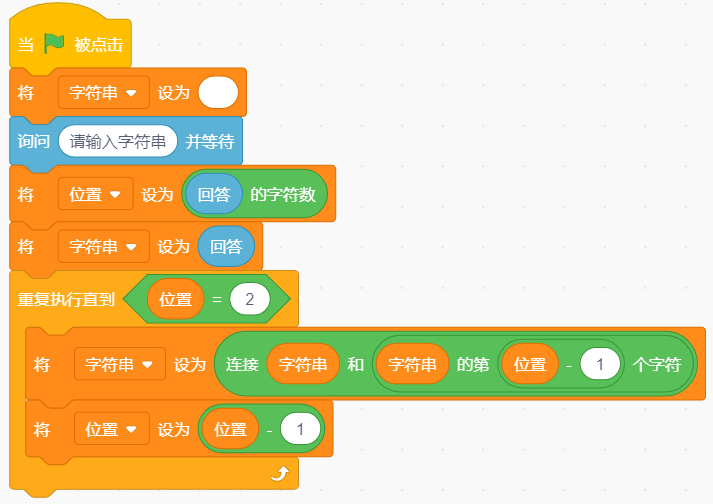 当 被点击
将 字符串 设为
询问 请输入字符串 并等待
将 位置 设为 回答 的字符数
将 字符串 设为 回答
重复执行直到 位置 = 2
将 字符串 设为 连接 字符串 和 字符串 的第 位置 - 1 个字符
将 位置 设为 位置 - 1